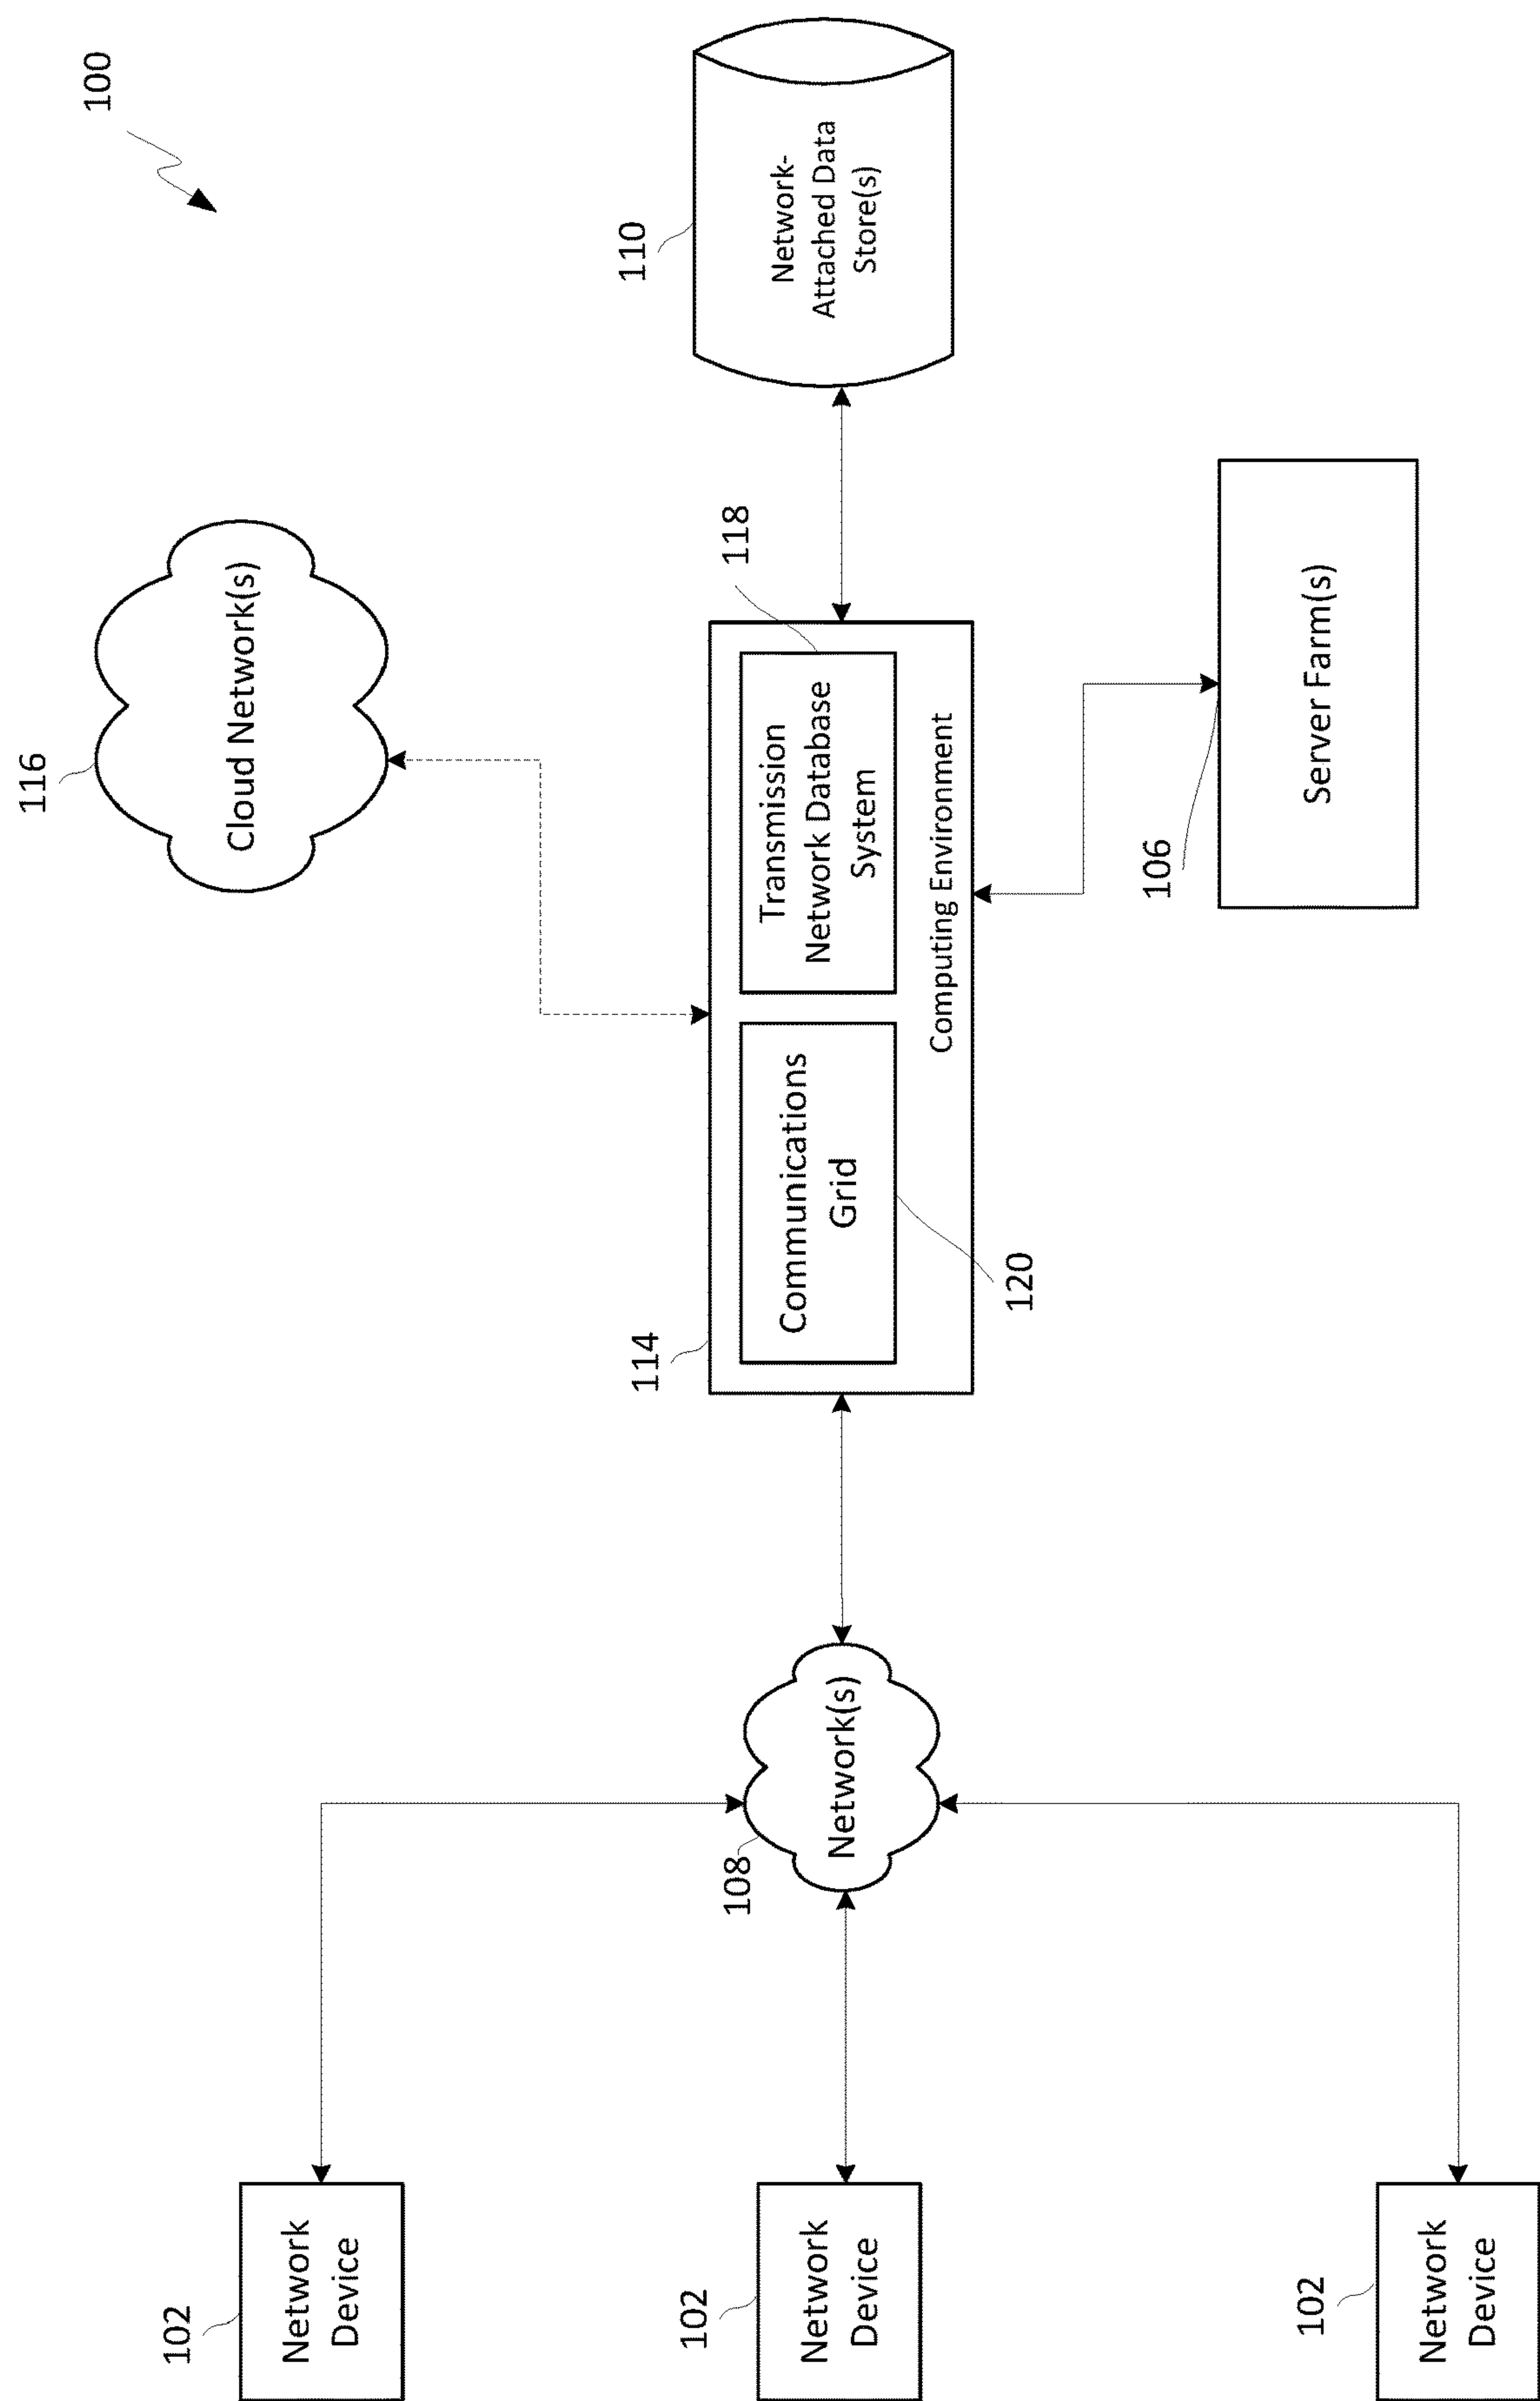 100
116
Cloud Network(s)
110
Network-
Attached Data
Store(s)
118
Transmission
Network Database
System
114
Communications
Grid
Computing Environment
120
106
Server Farm(s)
108
Network(s)
102
Network
Device
102
Network
Device
102
Network
Device